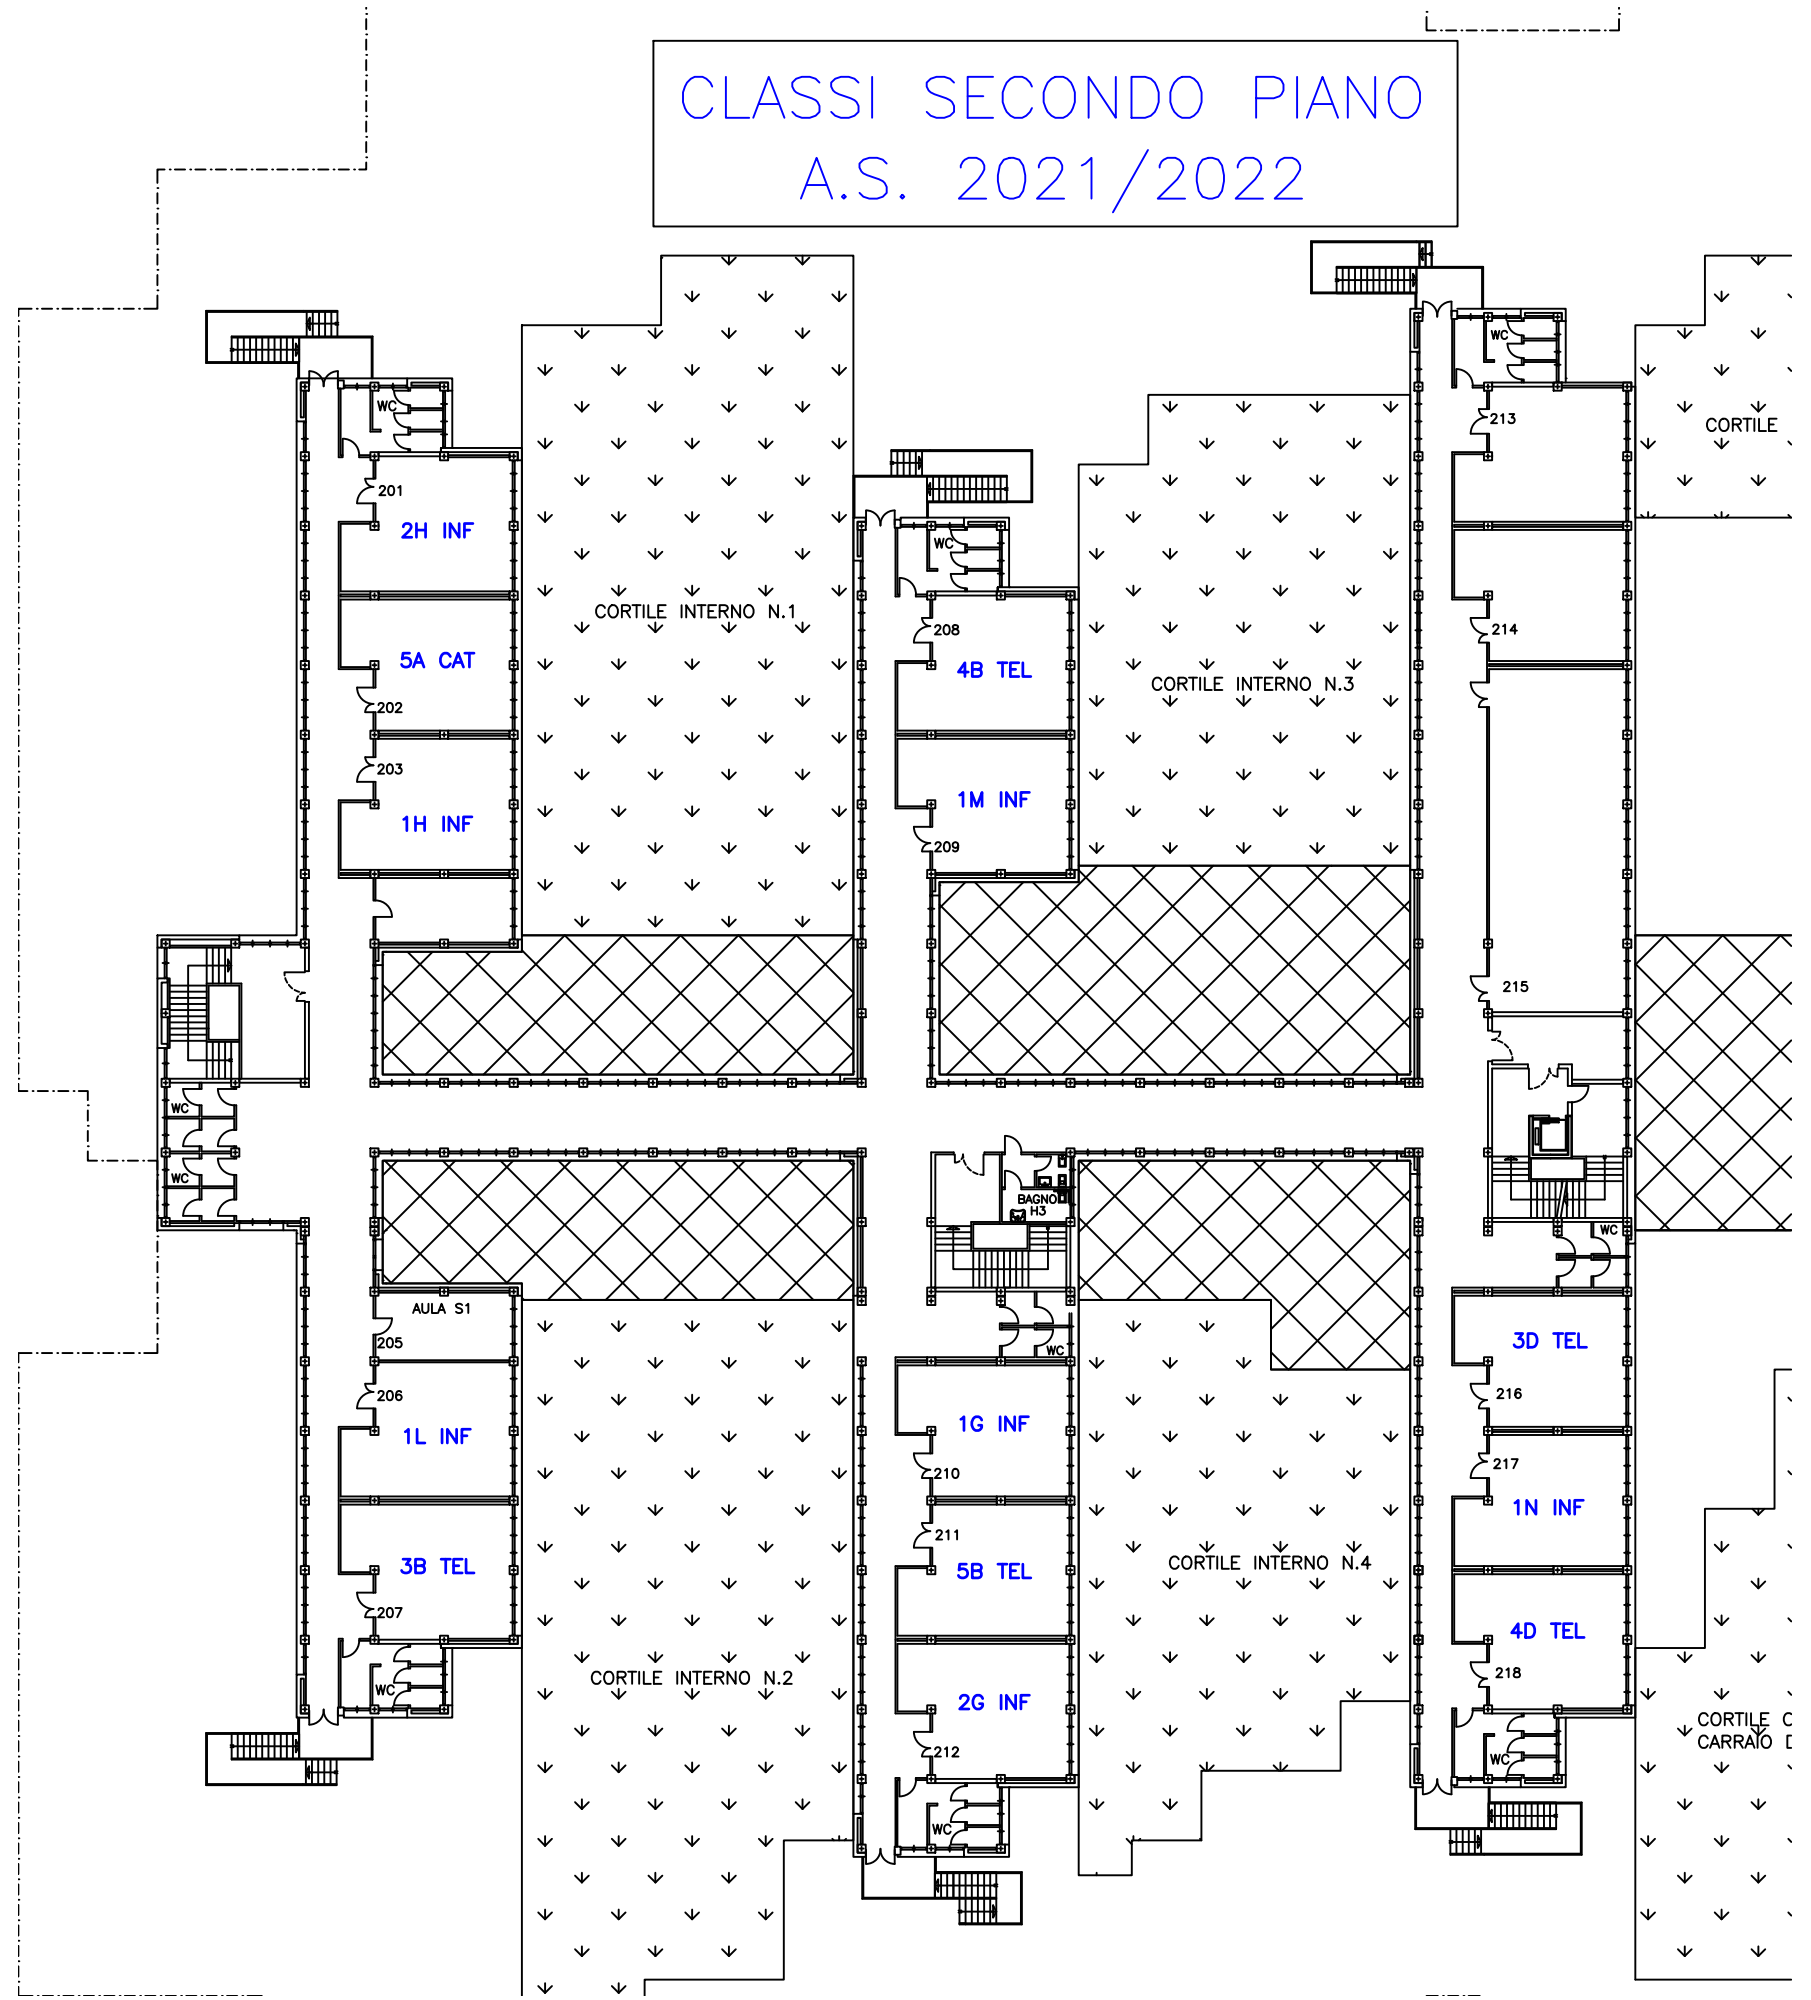 CLASSI SECONDO PIANO
A.S. 2021/2022
WC
201
2H INF
5A CAT
202
203
1H INF
CORTILE INTERNO N.1
WC
208
4B TEL
1M INF
209
CORTILE INTERNO N.3
WC
213
214
215
CORTILE
WC
WC
AULA S1
205
206
1L INF
3B TEL
207
WC
CORTILE INTERNO N.2
BAGNO
H3
WC
1G INF
210
211
5B TEL
2G INF
212
WC
CORTILE INTERNO N.4
WC
3D TEL
216
217
1N INF
4D TEL
218
WC
CORTILE
CARRAIO